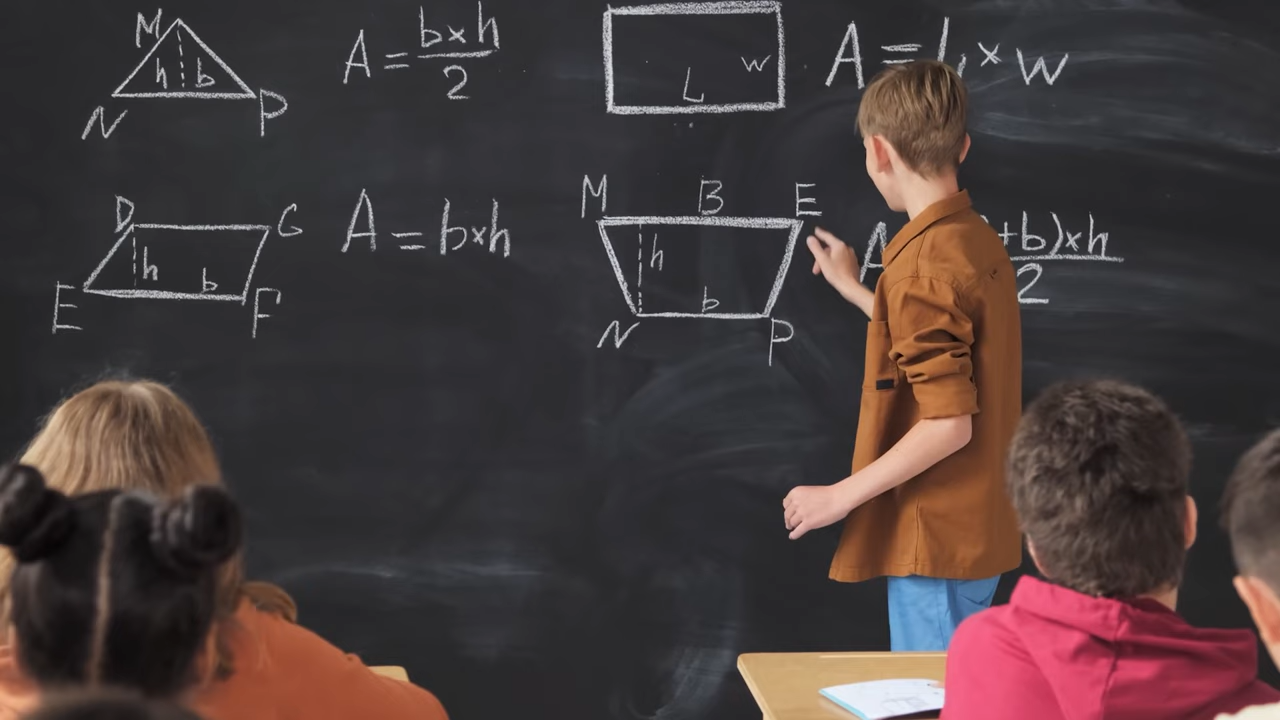 M
h b
N P
A = b×h
2
L w
A = L × w
D G
h
b
E F
A = b×h
M B E
h
b
N P
A +b)×h
2